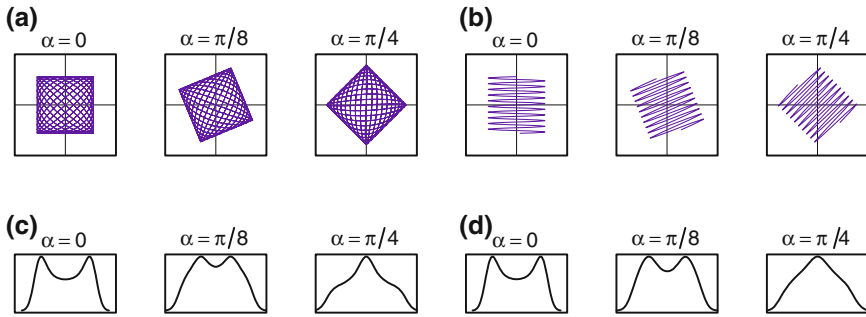 (a) (b)
α = 0 α = π/8 α = π/4 α = 0 α = π/8 α = π/4
(c) (d)
α = 0 α = π/8 α = π/4 α = 0 α = π/8 α = π/4